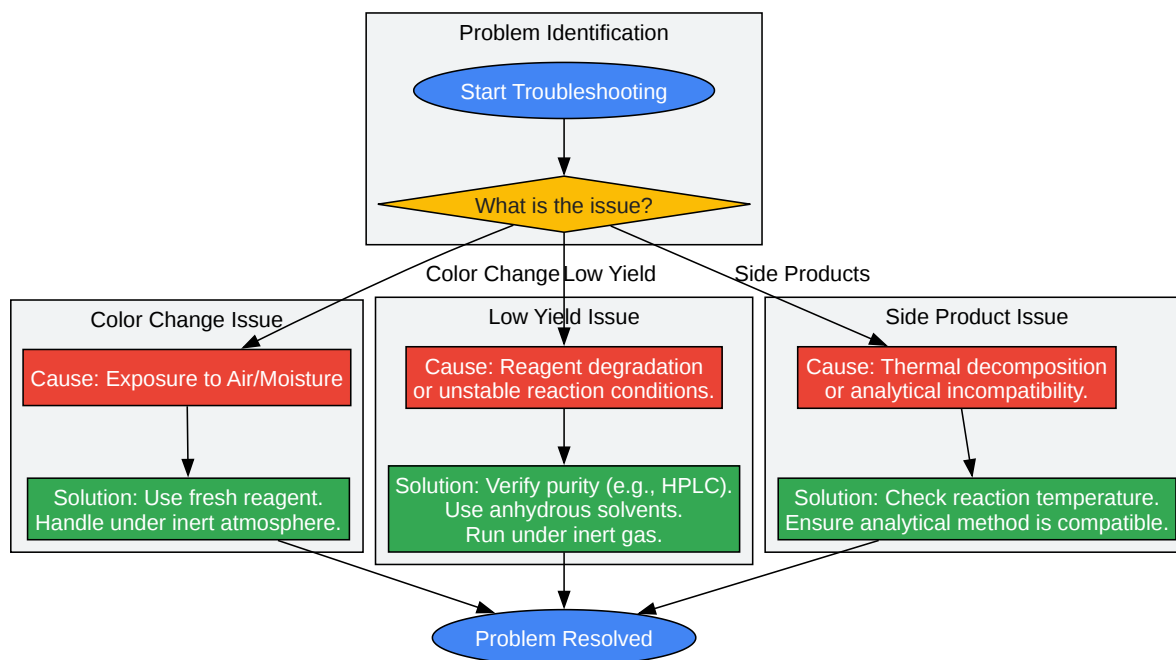 Problem Identification
Start Troubleshooting
What is the issue?
Color Change
Low Yield
Side Products
Color Change Issue
Cause: Exposure to Air/Moisture
Solution: Use fresh reagent.
Handle under inert atmosphere.
Low Yield Issue
Cause: Reagent degradation
or unstable reaction conditions.
Solution: Verify purity (e.g., HPLC).
Use anhydrous solvents.
Run under inert gas.
Side Product Issue
Cause: Thermal decomposition
or analytical incompatibility.
Solution: Check reaction temperature.
Ensure analytical method is compatible.
Problem Resolved